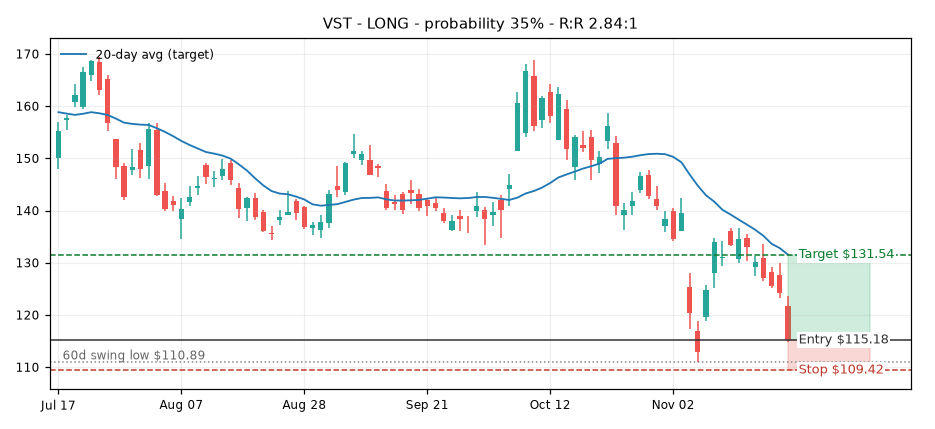 VST - LONG - probability 35% - R:R 2.84:1
20-day avg (target)
170
160
150
140
130
120
110
Target $131.54
Entry $115.18
60d swing low $110.89
Stop $109.42
Jul 17
Aug 07
Aug 28
Sep 21
Oct 12
Nov 02